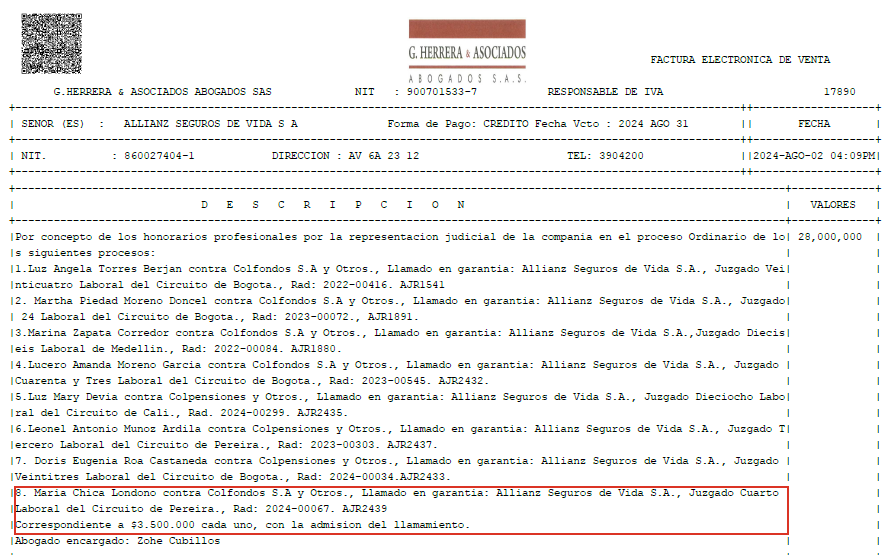 G. HERRERA & ASOCIADOS
ABOGADOS S.A.S.
FACTURA ELECTRONICA DE VENTA
G.HERRERA & ASOCIADOS ABOGADOS SAS NIT : 900701533-7 RESPONSABLE DE IVA 17890
SENOR (ES) : ALLIANZ SEGUROS DE VIDA S A Forma de Pago: CREDITO Fecha Vcto : 2024 AGO 31 FECHA
NIT. : 860027404-1 DIRECCION : AV 6A 23 12 TEL: 3904200 2024-AGO-02 04:09PM
D E S C R I P C I O N VALORES
Por concepto de los honorarios profesionales por la representacion judicial de la compania en el proceso Ordinario de lo 28,000,000
s siguientes procesos:
1.Luz Angela Torres Berjan contra Colfondos S.A y Otros., Llamado en garantia: Allianz Seguros de Vida S.A., Juzgado Vei
nticuatro Laboral del Circuito de Bogota., Rad: 2022-00416. AJR1541
2. Martha Piedad Moreno Doncel contra Colfondos S.A y Otros., Llamado en garantia: Allianz Seguros de Vida S.A., Juzgado
24 Laboral del Circuito de Bogota., Rad: 2023-00072., AJR1891.
3.Marina Zapata Corredor contra Colfondos S.A y Otros., Llamado en garantia: Allianz Seguros de Vida S.A.,Juzgado Diecis
eis Laboral de Medellin., Rad: 2022-00084. AJR1880.
4.Lucero Amanda Moreno Garcia contra Colfondos S.A y Otros., Llamado en garantia: Allianz Seguros de Vida S.A., Juzgado
Cuarenta y Tres Laboral del Circuito de Bogota., Rad: 2023-00545. AJR2432.
5.Luz Mary Devia contra Colpensiones y Otros., Llamado en garantia: Allianz Seguros de Vida S.A., Juzgado Dieciocho Labo
ral del Circuito de Cali., Rad. 2024-00299. AJR2435.
6.Leonel Antonio Munoz Ardila contra Colpensiones y Otros., Llamado en garantia: Allianz Seguros de Vida S.A., Juzgado T
ercero Laboral del Circuito de Pereira., Rad: 2023-00303. AJR2437.
7. Doris Eugenia Roa Castaneda contra Colpensiones y Otros., Llamado en garantia: Allianz Seguros de Vida S.A., Juzgado
Veintitres Laboral del Circuito de Bogota., Rad: 2024-00034.AJR2433.
8. Maria Chica Londono contra Colfondos S.A y Otros., Llamado en garantia: Allianz Seguros de Vida S.A., Juzgado Cuarto
Laboral del Circuito de Pereira., Rad: 2024-00067. AJR2439
Correspondiente a $3.500.000 cada uno, con la admision del llamamiento.
Abogado encargado: Zohe Cubillos